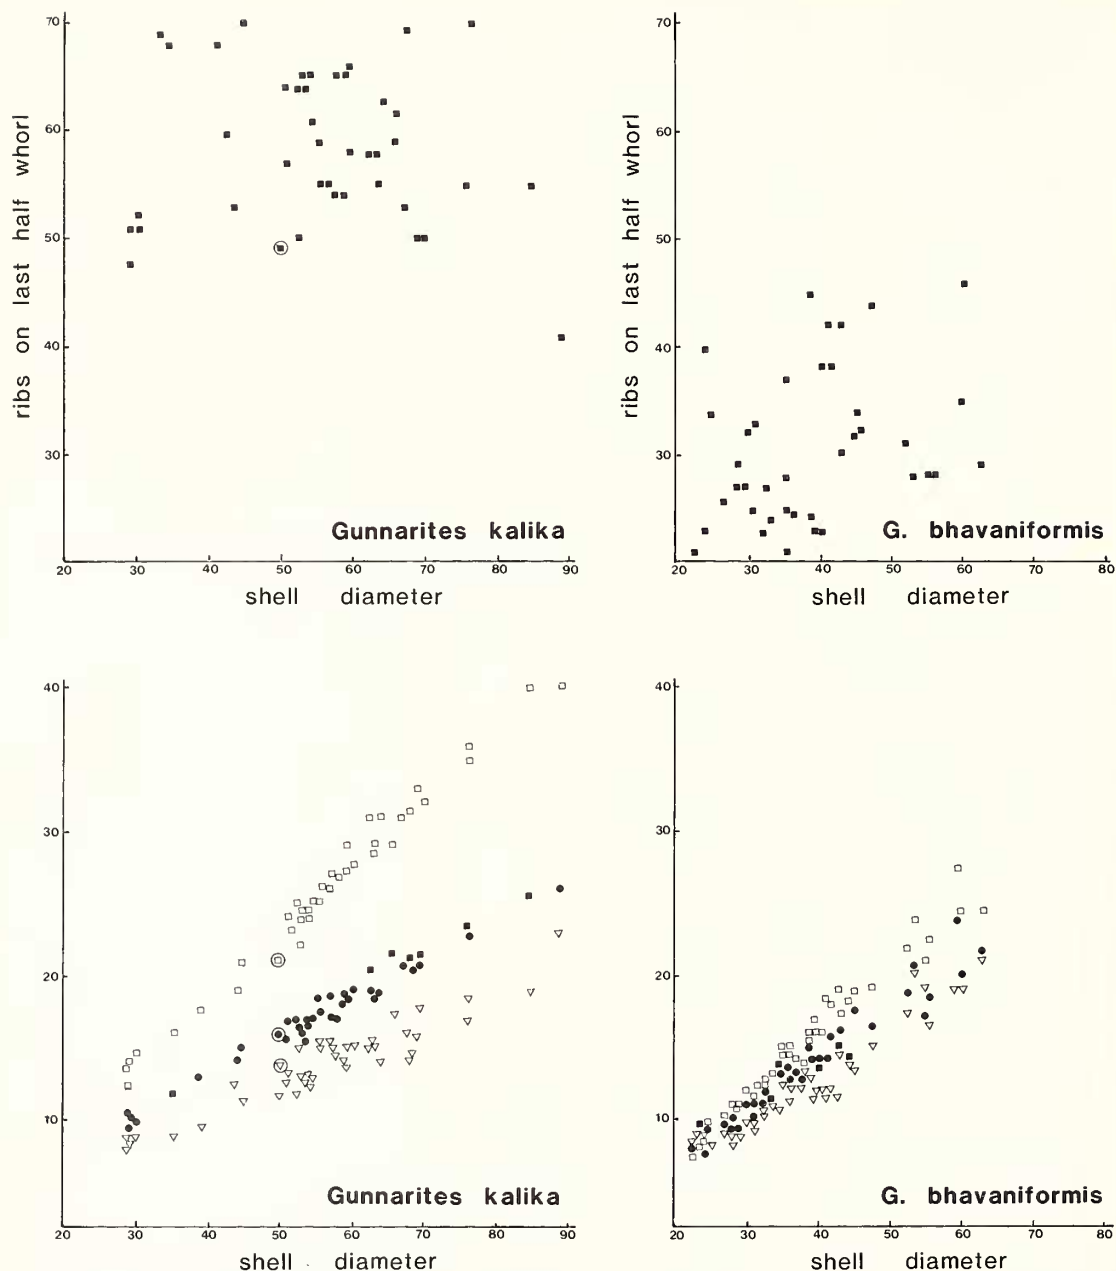 ribs on last half whorl
70
60
50
40
30
20 30 40 50 60 70 80 90
Gunnarites kalika
shell diameter
ribs on last half whorl
70
60
50
40
30
20 30 40 50 60 70 80
G. bhavaniformis
shell diameter
40
30
20
10
20 30 40 50 60 70 80 90
Gunnarites kalika
shell diameter
40
30
20
10
20 30 40 50 60 70 80
G. bhavaniformis
shell diameter